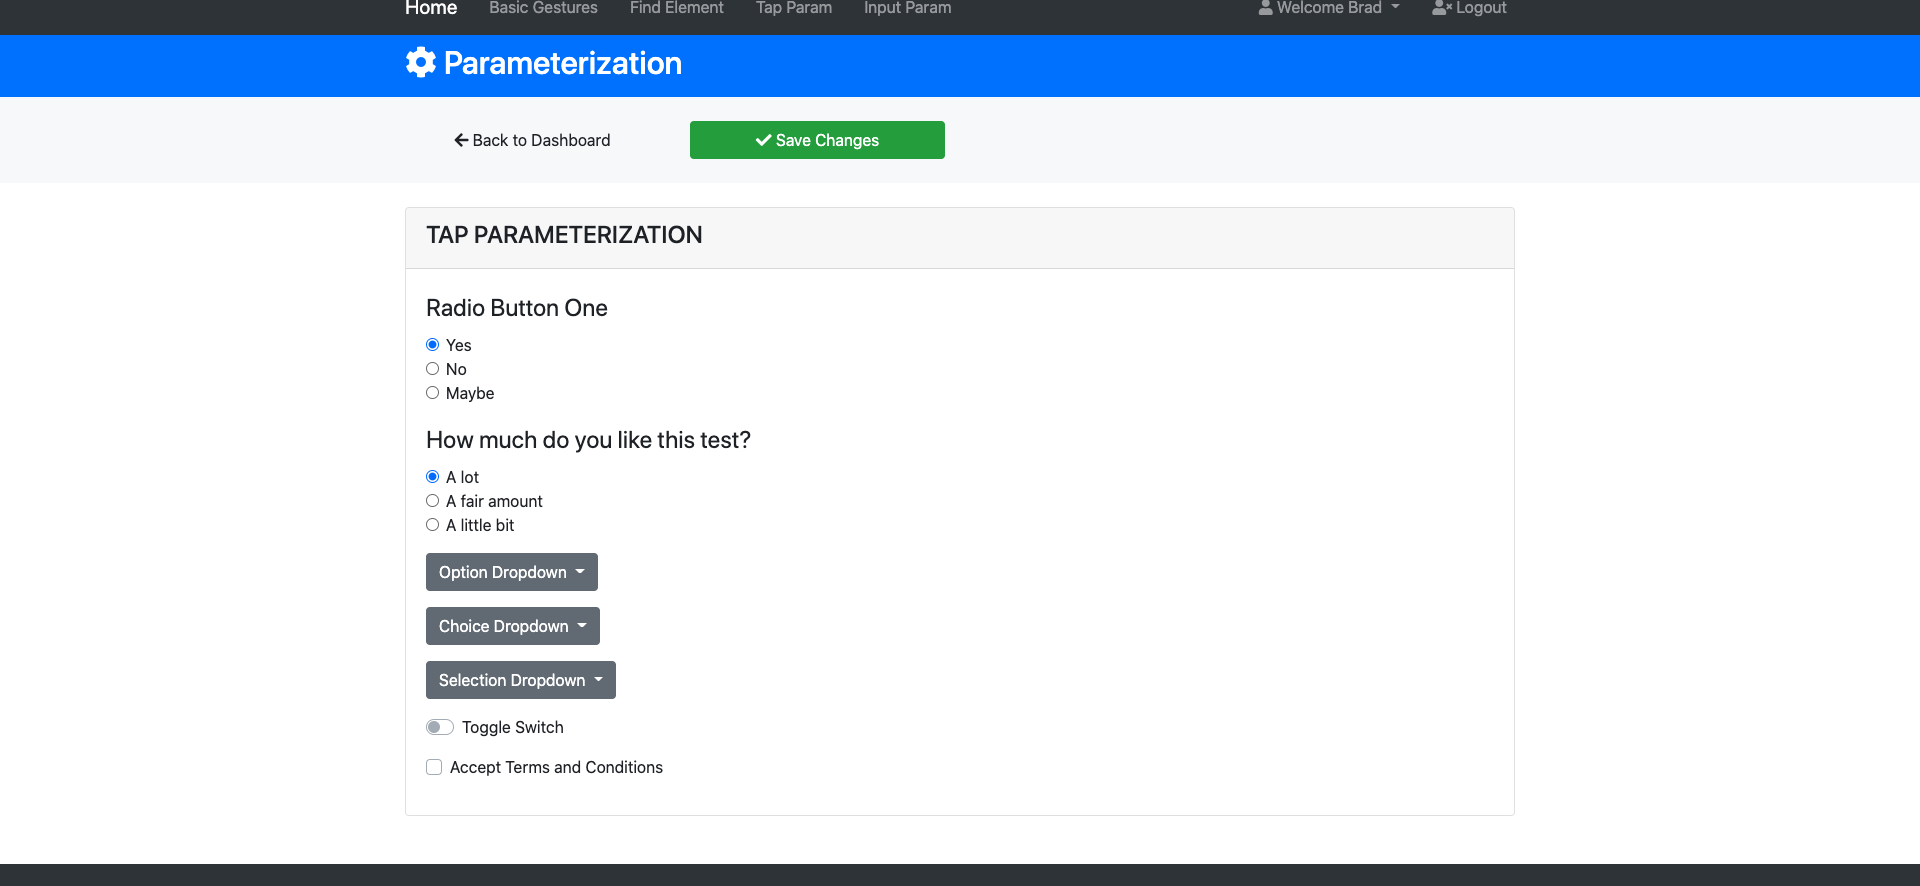 Home Basic Gestures Find Element Tap Param Input Param Welcome Brad Logout
Parameterization
Back to Dashboard Save Changes
TAP PARAMETERIZATION
Radio Button One
Yes
No
Maybe
How much do you like this test?
A lot
A fair amount
A little bit
Option Dropdown
Choice Dropdown
Selection Dropdown
Toggle Switch
Accept Terms and Conditions